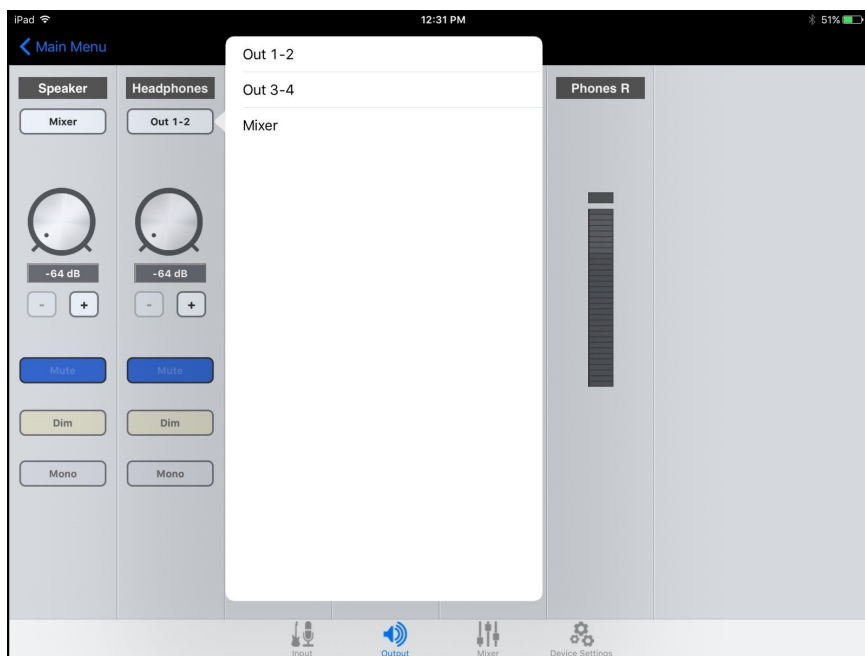 iPad
12:31 PM
51%
Main Menu
Speaker
Headphones
Phones R
Mixer
Out 1-2
Out 1-2
Out 3-4
Mixer
-64 dB
-64 dB
- +
- +
Mute
Mute
Dim
Dim
Mono
Mono
Input
Output
Mixer
Device Settings